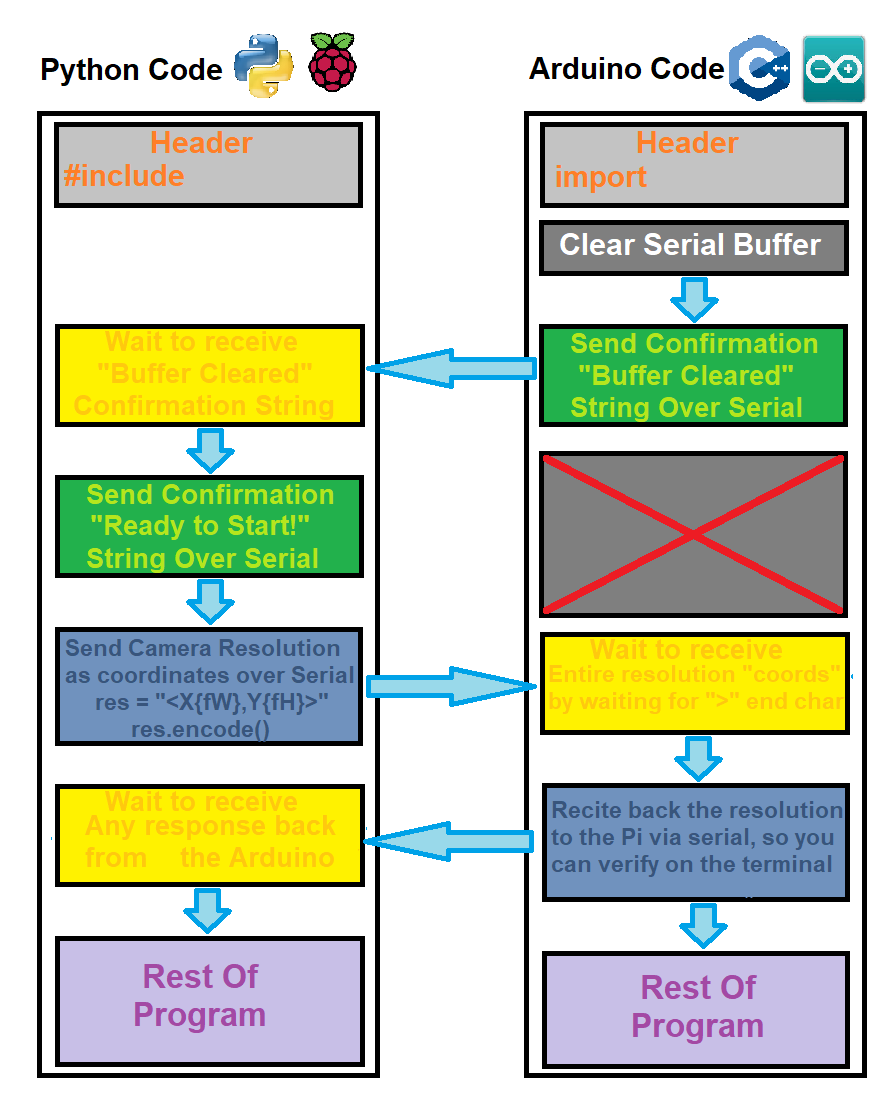 Python Code
Header
#include
Wait to receive
"Buffer Cleared"
Confirmation String
Send Confirmation
"Ready to Start!"
String Over Serial
Send Camera Resolution
as coordinates over Serial
res = "<X{fW},Y{fH}>"
res.encode()
Wait to receive
Any response back
from the Arduino
Rest Of
Program
Arduino Code
C++
Header
import
Clear Serial Buffer
Send Confirmation
"Buffer Cleared"
String Over Serial
Wait to receive
Entire resolution "coords"
by waiting for ">" end char
Recite back the resolution
to the Pi via serial, so you
can verify on the terminal
Rest Of
Program